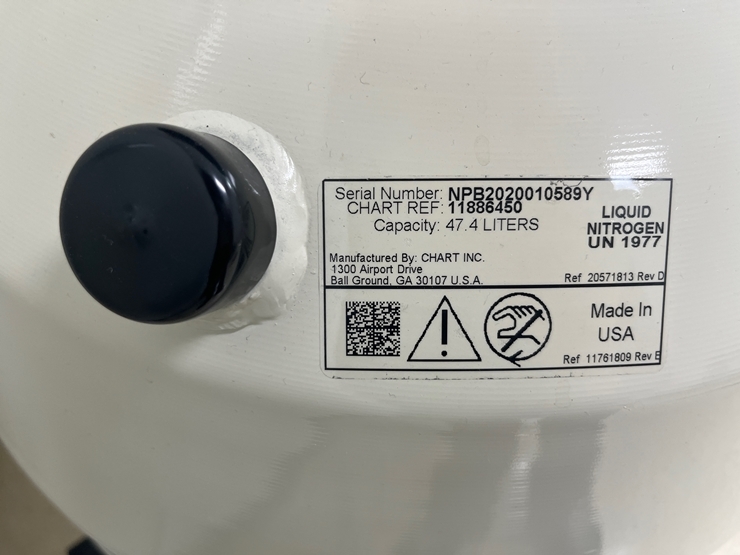 Serial Number: NPB2020010589Y
CHART REF: 11886450
Capacity: 47.4 LITERS
LIQUID
NITROGEN
UN 1977
Manufactured By: CHART INC.
1300 Airport Drive
Ball Ground, GA 30107 U.S.A.
Ref 20571813 Rev D
Made In
USA
Ref 11761809 Rev E